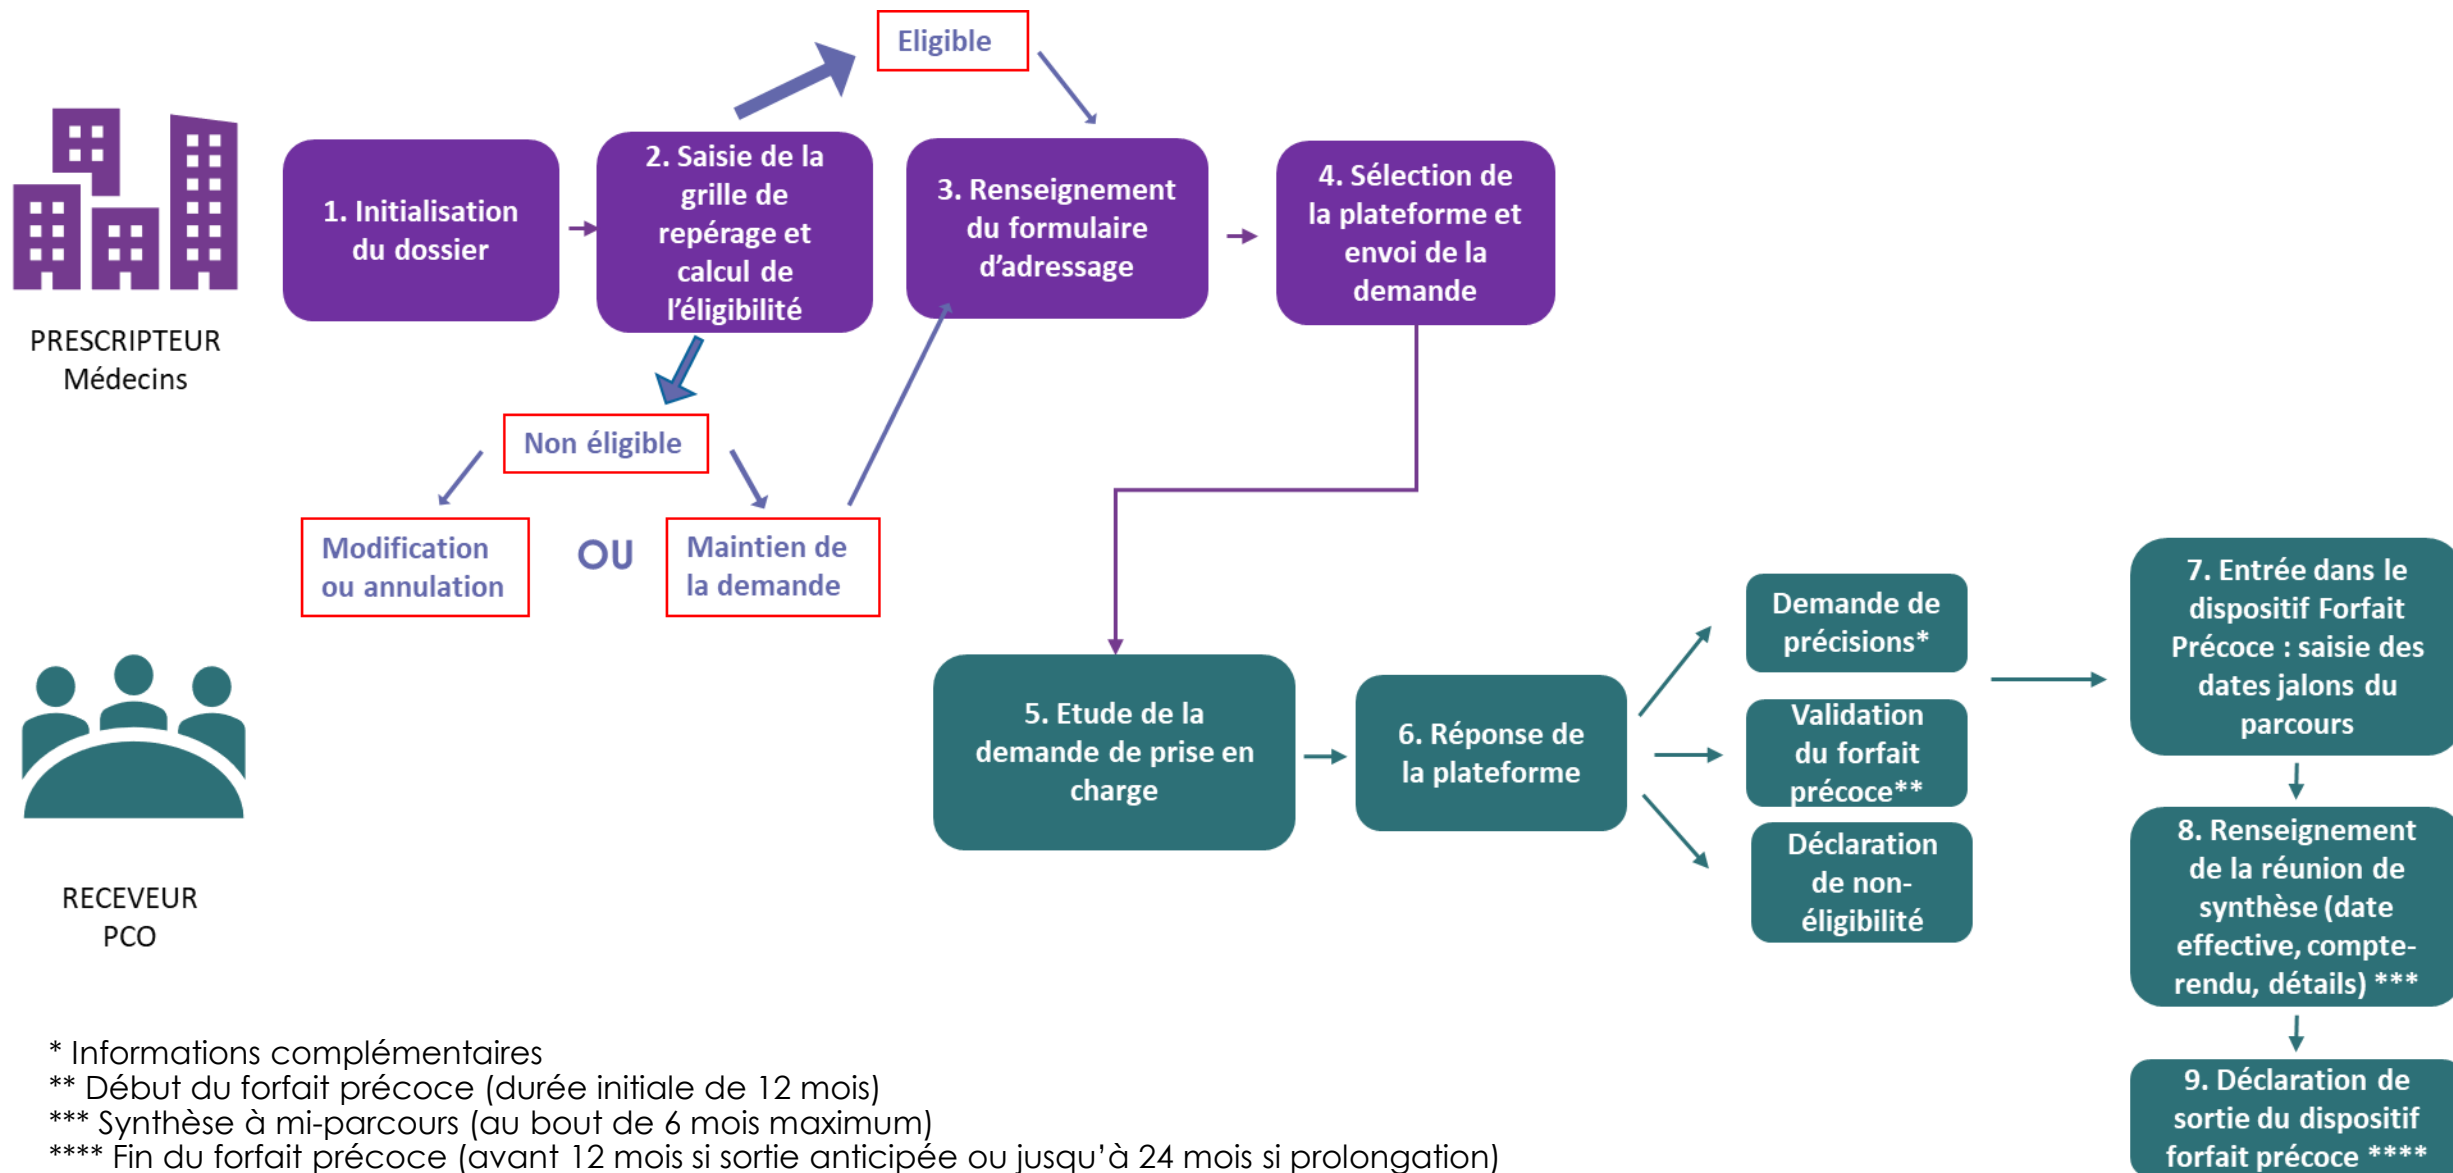 Eligible
PRESCRIPTEUR
Médecins
1. Initialisation
du dossier
2. Saisie de la
grille de
repérage et
calcul de
l'éligibilité
3. Renseignement
du formulaire
d'adressage
4. Sélection de
la plateforme et
envoi de la
demande
Non éligible
Modification
ou annulation
OU
Maintien de
la demande
RECEVEUR
PCO
5. Etude de la
demande de prise en
charge
6. Réponse de
la plateforme
Demande de
précisions*
Validation
du forfait
précoce**
Déclaration
de non-
éligibilité
7. Entrée dans le
dispositif Forfait
Précoce : saisie des
dates jalons du
parcours
8. Renseignement
de la réunion de
synthèse (date
effective, compte-
rendu, détails) ***
9. Déclaration de
sortie du dispositif
forfait précoce ****
* Informations complémentaires
** Début du forfait précoce (durée initiale de 12 mois)
*** Synthèse à mi-parcours (au bout de 6 mois maximum)
**** Fin du forfait précoce (avant 12 mois si sortie anticipée ou jusqu'à 24 mois si prolongation)